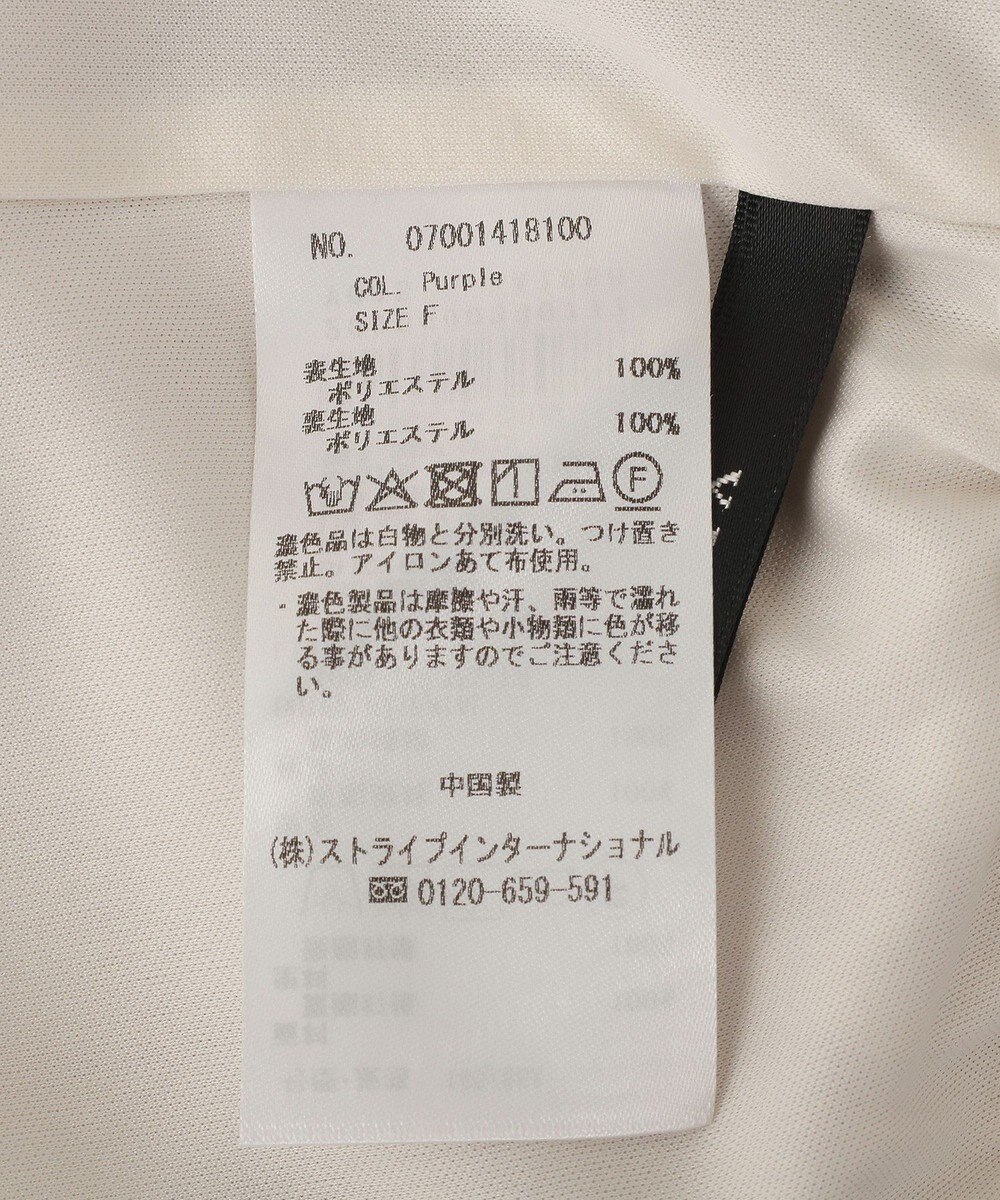 NO. 07001418100
COL. Purple
SIZE F
表生地
ポリエステル 100%
裏生地
ポリエステル 100%
F
濃色品は白物と分別洗い。つけ置き
禁止。アイロンあて布使用。
・濃色製品は摩擦や汗、雨等で濡れ
た際に他の衣類や小物類に色が移
る事がありますのでご注意くださ
い。
中国製
(株)ストライプインターナショナル
0120-659-591